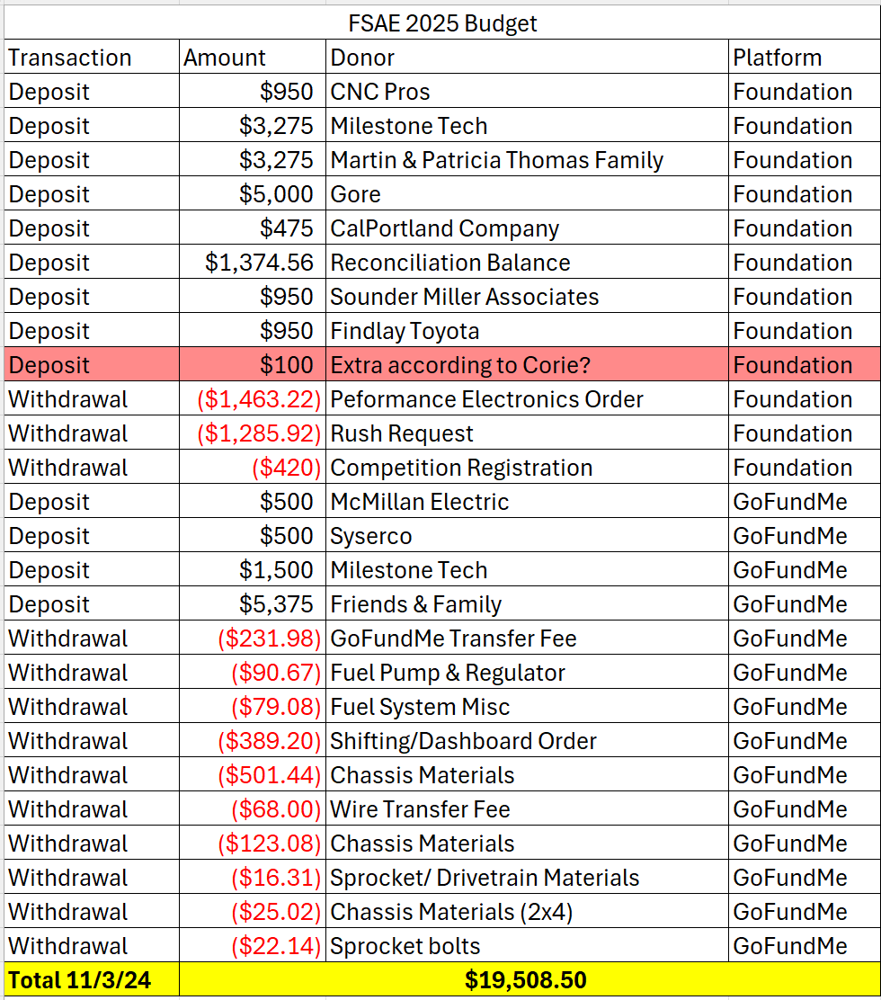 FSAE 2025 Budget
Transaction Amount Donor Platform
Deposit $950 CNC Pros Foundation
Deposit $3,275 Milestone Tech Foundation
Deposit $3,275 Martin & Patricia Thomas Family Foundation
Deposit $5,000 Gore Foundation
Deposit $475 CalPortland Company Foundation
Deposit $1,374.56 Reconciliation Balance Foundation
Deposit $950 Sounder Miller Associates Foundation
Deposit $950 Findlay Toyota Foundation
Deposit $100 Extra according to Corie? Foundation
Withdrawal ($1,463.22) Peformance Electronics Order Foundation
Withdrawal ($1,285.92) Rush Request Foundation
Withdrawal ($420) Competition Registration Foundation
Deposit $500 McMillan Electric GoFundMe
Deposit $500 Syserco GoFundMe
Deposit $1,500 Milestone Tech GoFundMe
Deposit $5,375 Friends & Family GoFundMe
Withdrawal ($231.98) GoFundMe Transfer Fee GoFundMe
Withdrawal ($90.67) Fuel Pump & Regulator GoFundMe
Withdrawal ($79.08) Fuel System Misc GoFundMe
Withdrawal ($389.20) Shifting/Dashboard Order GoFundMe
Withdrawal ($501.44) Chassis Materials GoFundMe
Withdrawal ($68.00) Wire Transfer Fee GoFundMe
Withdrawal ($123.08) Chassis Materials GoFundMe
Withdrawal ($16.31) Sprocket/ Drivetrain Materials GoFundMe
Withdrawal ($25.02) Chassis Materials (2x4) GoFundMe
Withdrawal ($22.14) Sprocket bolts GoFundMe
Total 11/3/24 $19,508.50